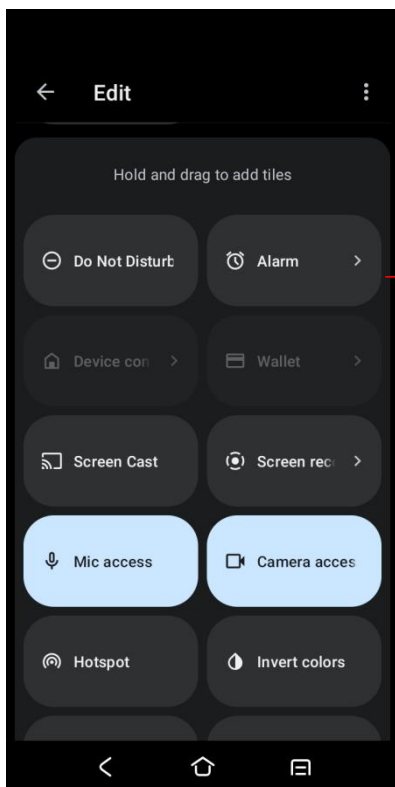 Edit
Hold and drag to add tiles
Do Not Disturb
Alarm
Device con
Wallet
Screen Cast
Screen rec
Mic access
Camera acces
Hotspot
Invert colors